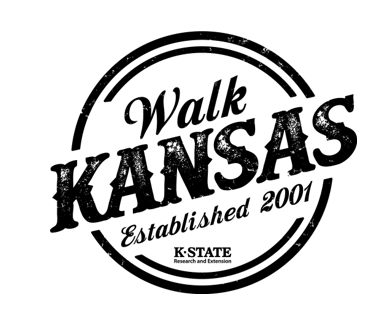 Walk
KANSAS
Established 2001
K·STATE
Research and Extension